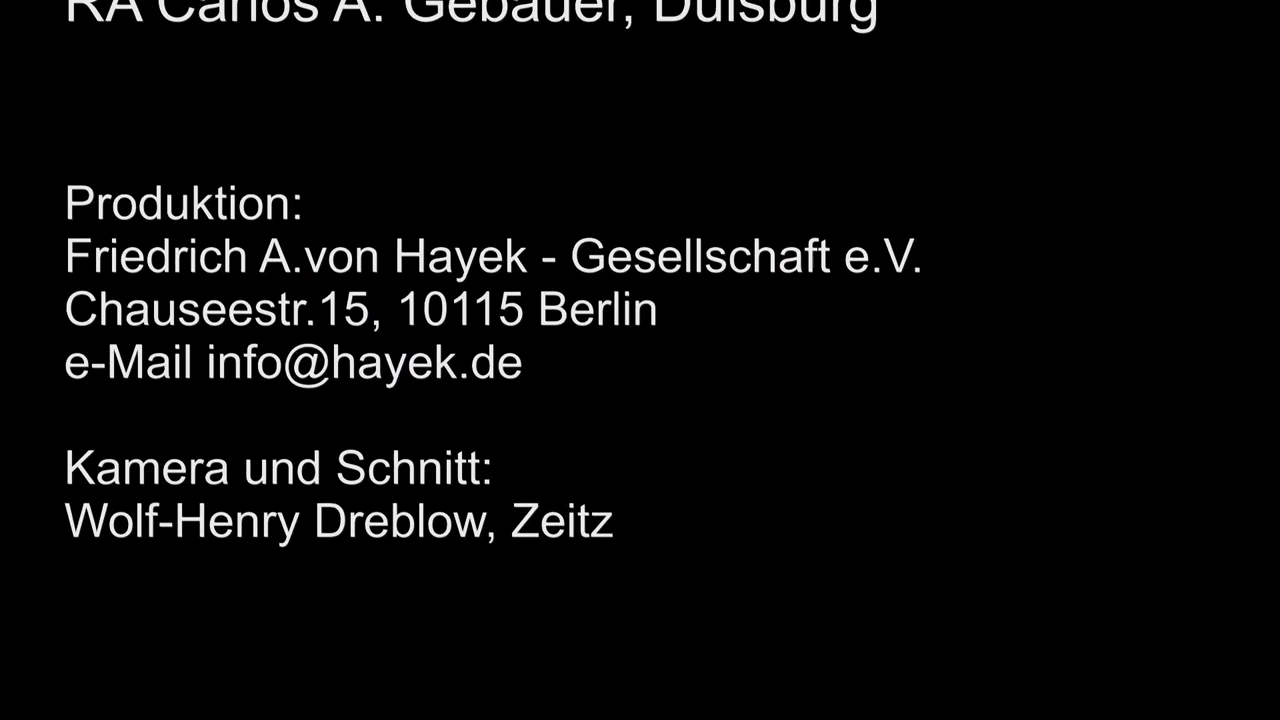 RA Carlos A. Gebauer, Duisburg
Produktion:
Friedrich A.von Hayek - Gesellschaft e.V.
Chauseestr.15, 10115 Berlin
e-Mail info@hayek.de
Kamera und Schnitt:
Wolf-Henry Dreblow, Zeitz